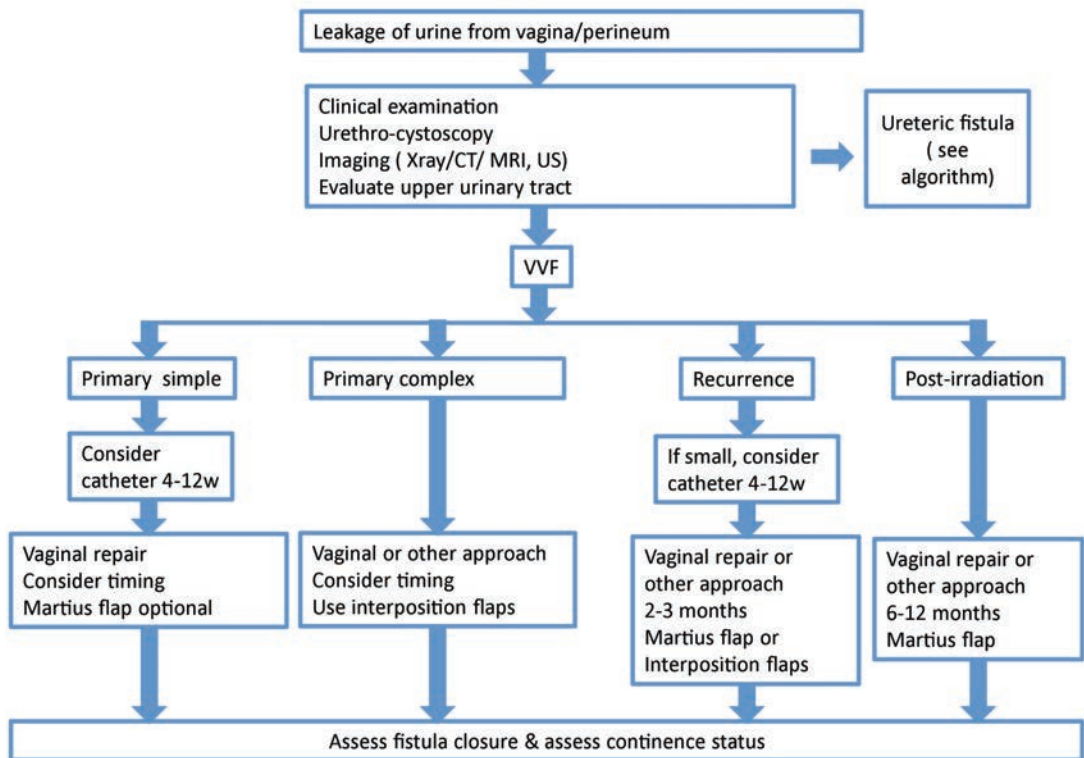 Leakage of urine from vagina/perineum
Clinical examination
Urethro-cystoscopy
Imaging ( Xray/CT/ MRI, US)
Evaluate upper urinary tract
Ureteric fistula
( see
algorithm)
VVF
Primary simple
Primary complex
Recurrence
Post-irradiation
Consider
catheter 4-12w
If small, consider
catheter 4-12w
Vaginal repair
Consider timing
Martius flap optional
Vaginal or other approach
Consider timing
Use interposition flaps
Vaginal repair or
other approach
2-3 months
Martius flap or
Interposition flaps
Vaginal repair or
other approach
6-12 months
Martius flap
Assess fistula closure & assess continence status